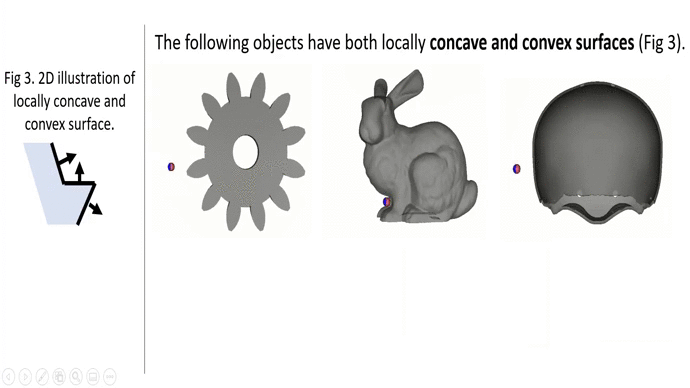 The following objects have both locally concave and convex surfaces (Fig 3).
Fig 3. 2D illustration of
locally concave and
convex surface.